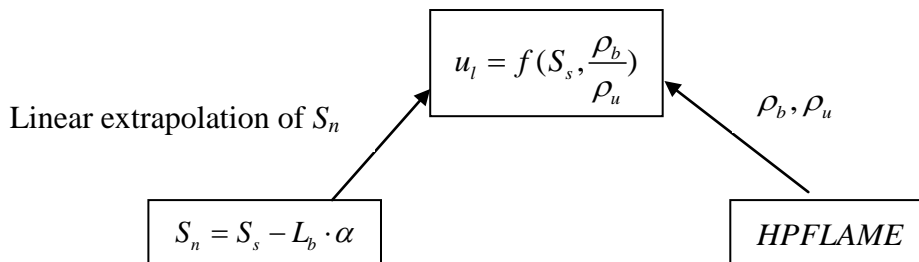 u_l = f(S_s, ρ_b/ρ_u)
Linear extrapolation of S_n
ρ_b, ρ_u
S_n = S_s − L_b · α
HPFLAME